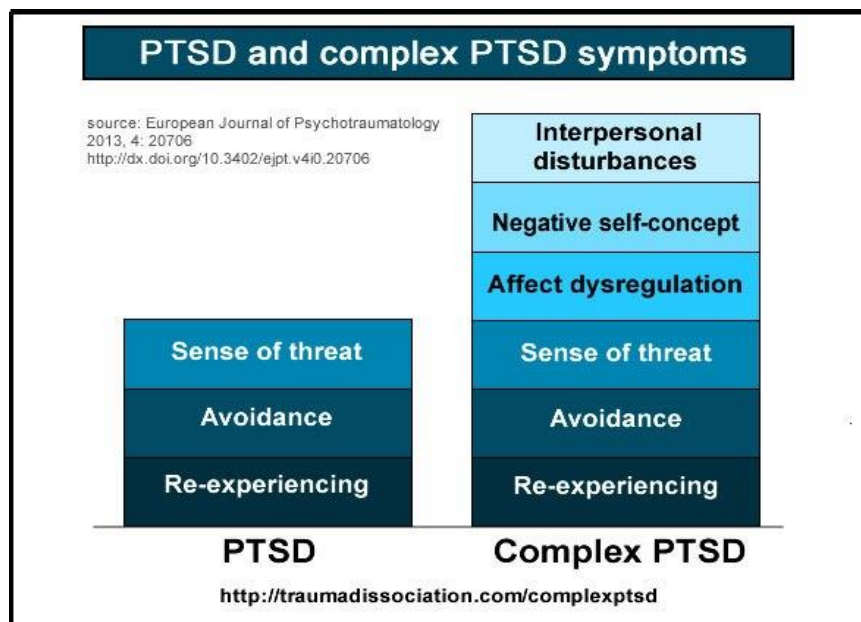 PTSD and complex PTSD symptoms
source: European Journal of Psychotraumatology
2013, 4: 20706
http://dx.doi.org/10.3402/ejpt.v4i0.20706
Interpersonal
disturbances
Negative self-concept
Affect dysregulation
Sense of threat
Sense of threat
Avoidance
Avoidance
Re-experiencing
Re-experiencing
PTSD
Complex PTSD
http://traumadissociation.com/complexptsd